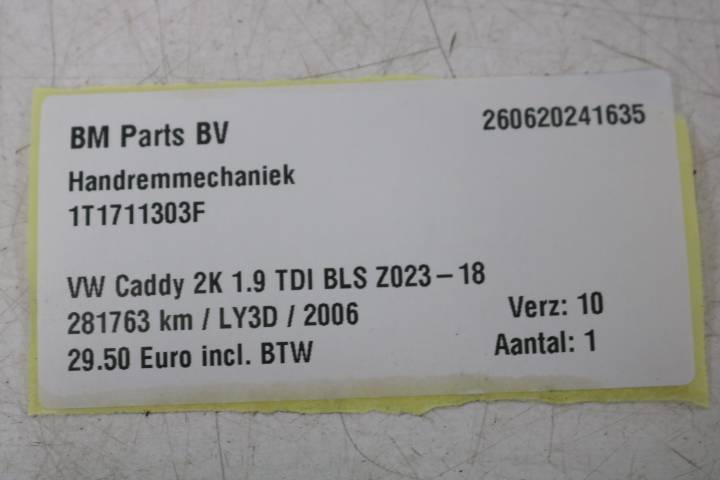 BM Parts BV 260620241635
Handremmechaniek
1T1711303F
VW Caddy 2K 1.9 TDI BLS Z023-18
281763 km / LY3D / 2006 Verz: 10
29.50 Euro incl. BTW Aantal: 1